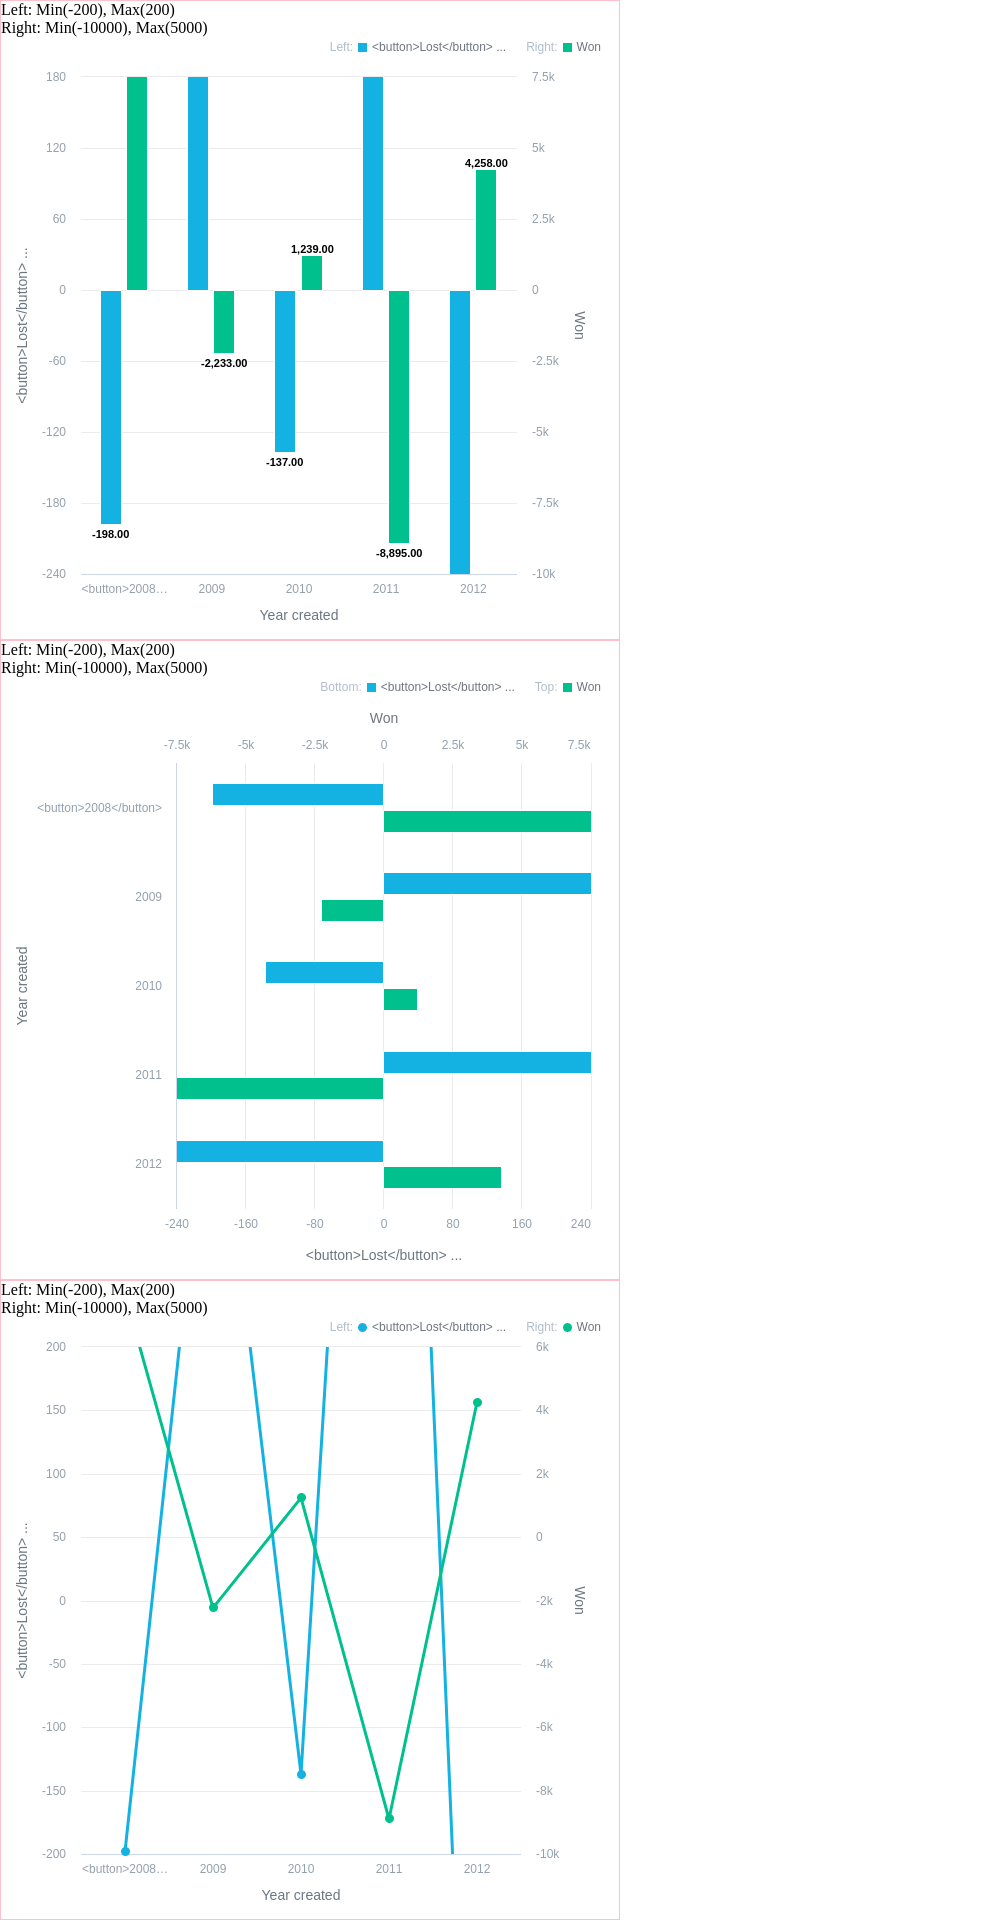 Left: Min(-200), Max(200)
Right: Min(-10000), Max(5000)
Left: <button>Lost</button> ... Right: Won
180 7.5k
120 5k
4,258.00
60 2.5k
1,239.00
0 0
-60 -2.5k
-2,233.00
-120 -5k
-137.00
-180 -7.5k
-198.00
-8,895.00
-240 -10k
<button>Lost</button> ...
Won
<button>2008… 2009 2010 2011 2012
Year created
Left: Min(-200), Max(200)
Right: Min(-10000), Max(5000)
Bottom: <button>Lost</button> ... Top: Won
Won
-7.5k -5k -2.5k 0 2.5k 5k 7.5k
<button>2008</button>
2009
2010
2011
2012
Year created
-240 -160 -80 0 80 160 240
<button>Lost</button> ...
Left: Min(-200), Max(200)
Right: Min(-10000), Max(5000)
Left: <button>Lost</button> ... Right: Won
200 6k
150 4k
100 2k
50 0
0 -2k
-50 -4k
-100 -6k
-150 -8k
-200 -10k
<button>Lost</button> ...
Won
<button>2008… 2009 2010 2011 2012
Year created